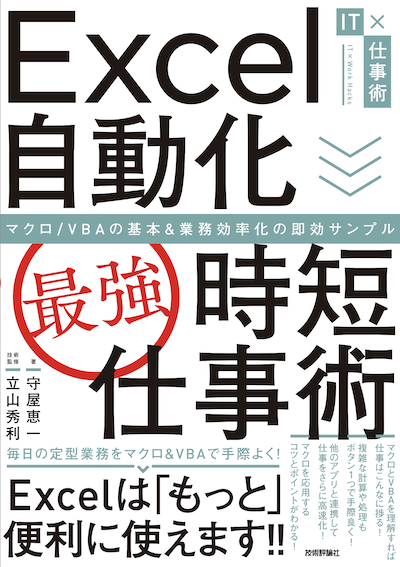 IT×
仕事術
IT×Work Hacks
Excel
自動化
マクロ/VBAの基本&業務効率化の即効サンプル
最強
時短
仕事術
守屋恵一 著
立山秀利 技術監修
毎日の定型業務をマクロ&VBAで手際よく!
Excelは「もっと」
便利に使えます!!
マクロとVBAを理解すれば
仕事はこんなに捗る!
複雑な計算や処理も
ボタン1つで手際良く!
他のアプリと連携して
仕事をさらに高速化!
マクロを応用する
コツとポイントがわかる!
技術評論社